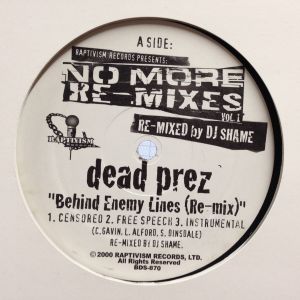 A SIDE:
RAPTIVISM RECORDS PRESENTS:
NO MORE
RE-MIXES
VOL. 1
RE-MIXED by DJ SHAME
RAPTIVISM
dead prez
"Behind Enemy Lines (Re-mix)"
1. CENSORED 2. FREE SPEECH 3. INSTRUMENTAL
(C. GAVIN, L. ALFORD, S. DINSDALE)
RE-MIXED BY DJ SHAME.
©2000 RAPTIVISM RECORDS, LTD.
All Rights Reserved
BDS-870